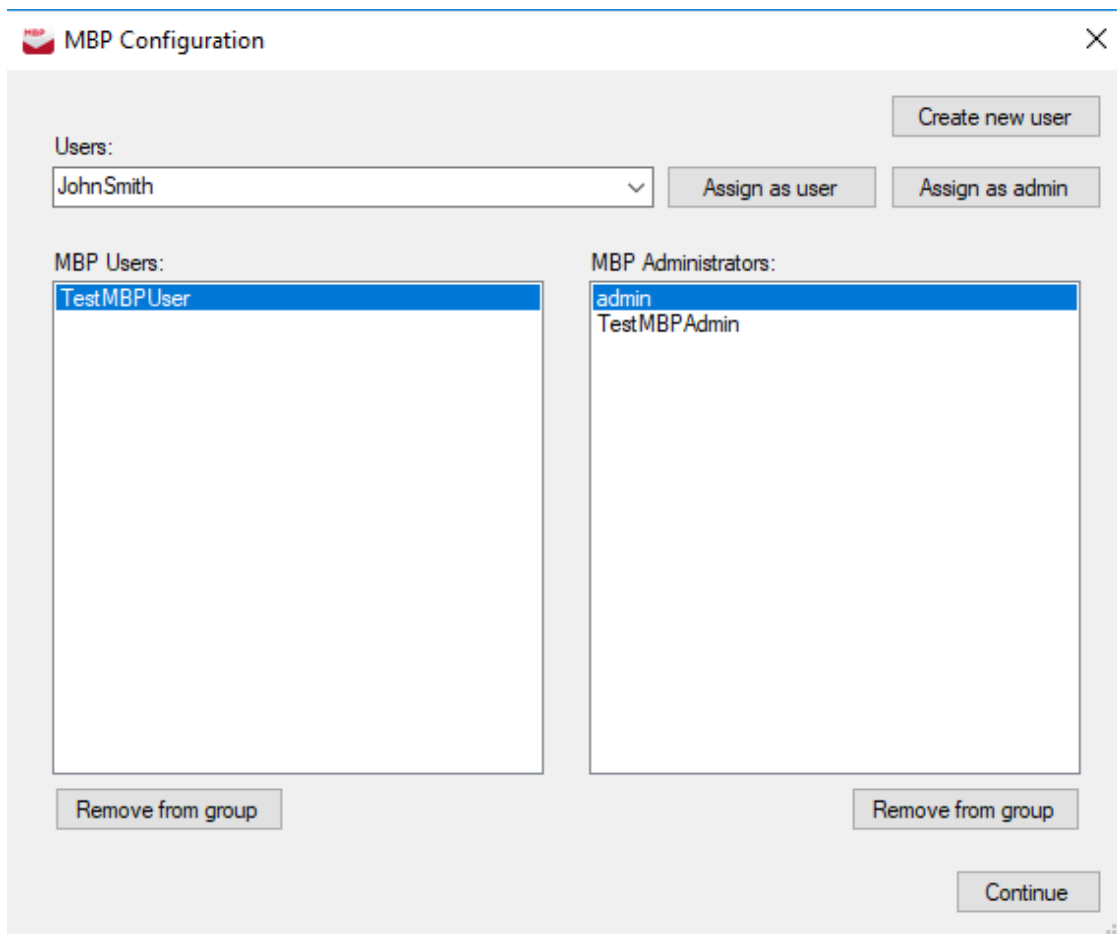 MBP MBP Configuration
Create new user
Users:
JohnSmith Assign as user Assign as admin
MBP Users: MBP Administrators:
TestMBPUser admin
TestMBPAdmin
Remove from group Remove from group
Continue